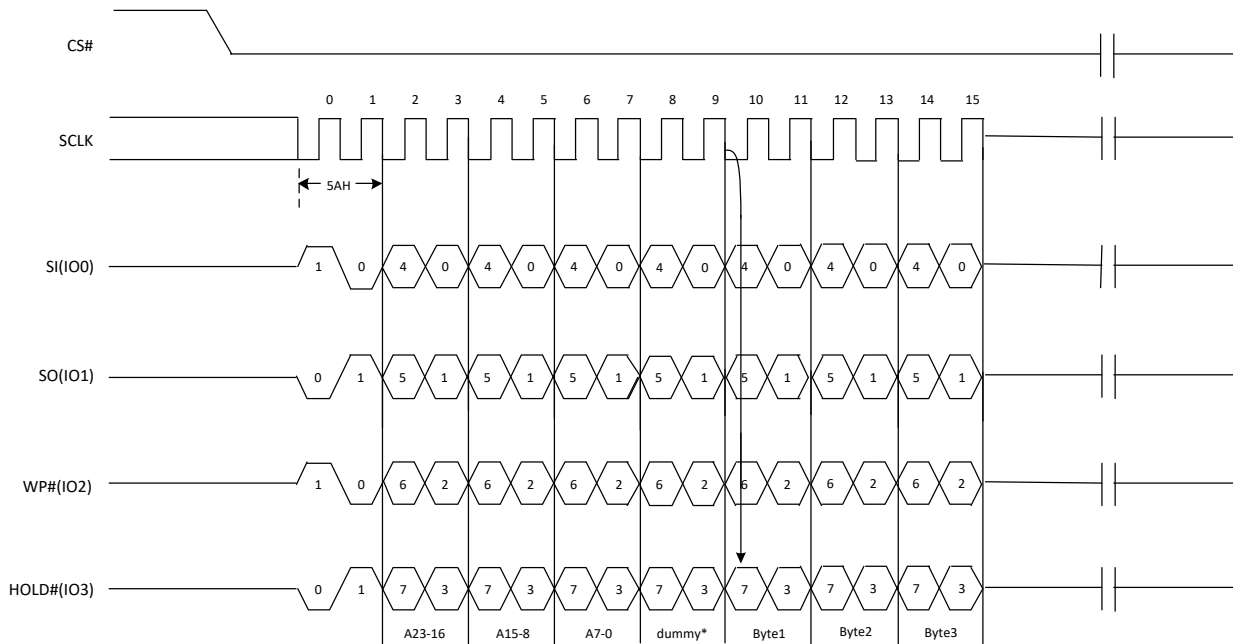 CS#
0 1 2 3 4 5 6 7 8 9 10 11 12 13 14 15
SCLK
5AH
SI(IO0) 1 0 4 0 4 0 4 0 4 0 4 0 4 0 4 0
SO(IO1) 0 1 5 1 5 1 5 1 5 1 5 1 5 1 5 1
WP#(IO2) 1 0 6 2 6 2 6 2 6 2 6 2 6 2 6 2
HOLD#(IO3) 0 1 7 3 7 3 7 3 7 3 7 3 7 3 7 3
A23-16 A15-8 A7-0 dummy* Byte1 Byte2 Byte3